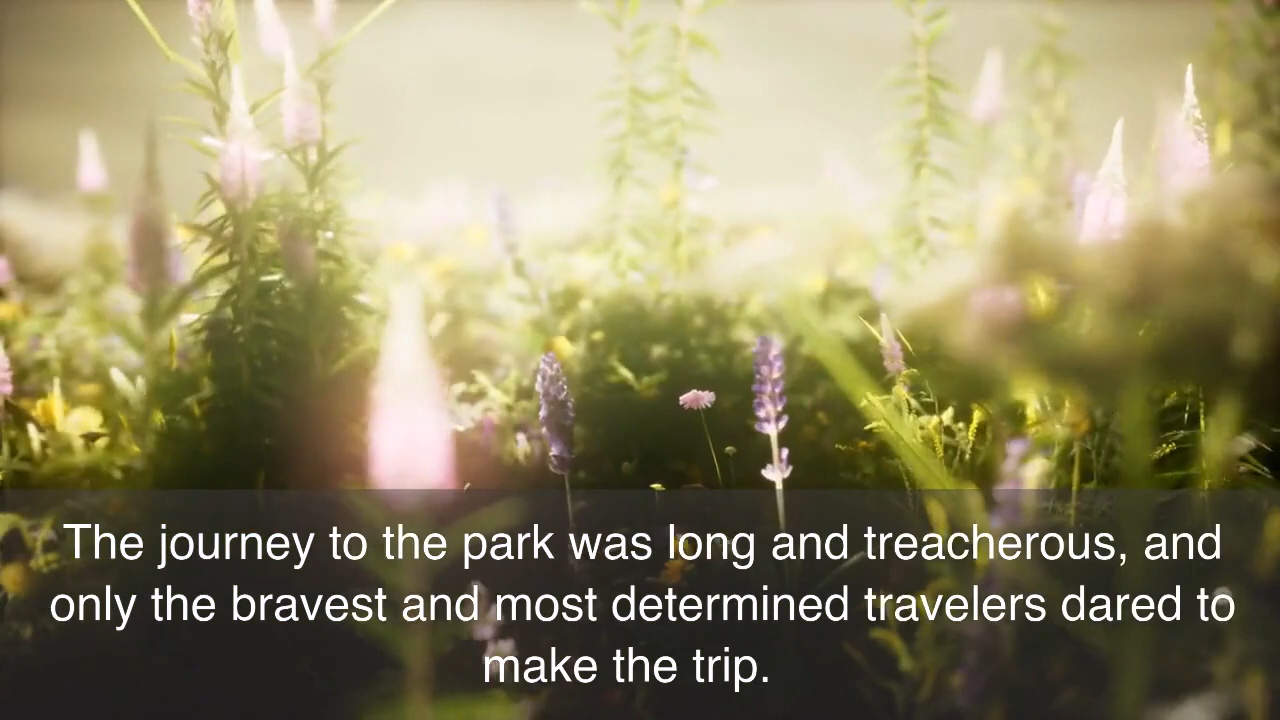 The journey to the park was long and treacherous, and
only the bravest and most determined travelers dared to
make the trip.